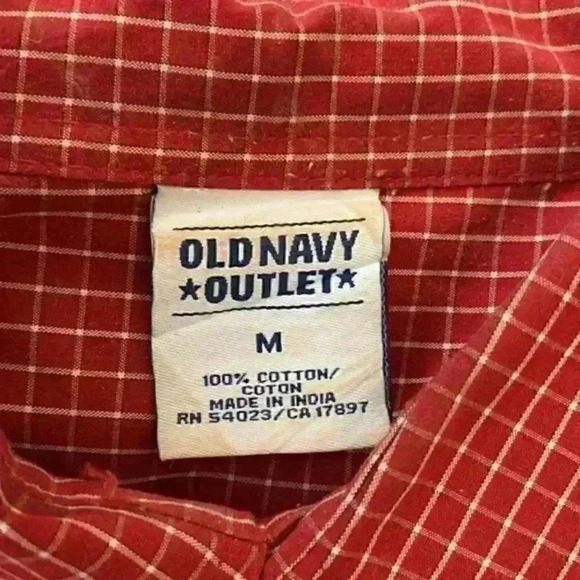 OLD NAVY
★OUTLET★
M
100% COTTON/
COTON
MADE IN INDIA
RN 54023/CA 17897